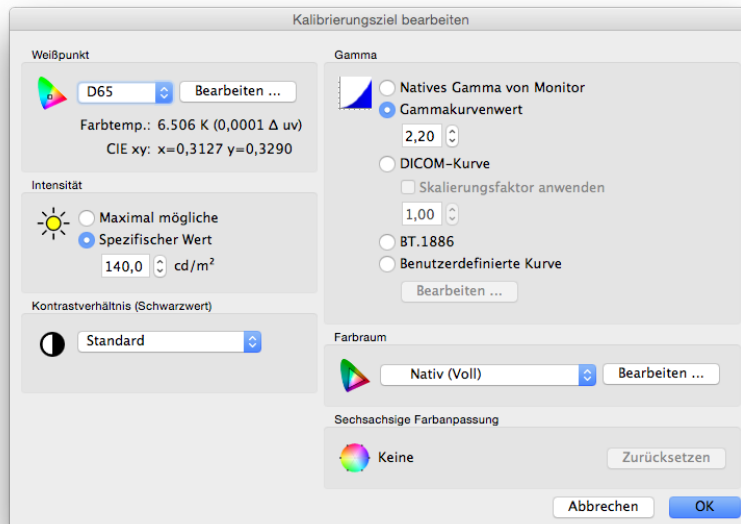 Kalibrierungsziel bearbeiten
Weißpunkt
D65
Bearbeiten ...
Farbtemp.: 6.506 K (0,0001 Δ uv)
CIE xy: x=0,3127 y=0,3290
Intensität
Maximal mögliche
Spezifischer Wert
140,0 cd/m²
Kontrastverhältnis (Schwarzwert)
Standard
Gamma
Natives Gamma von Monitor
Gammakurvenwert
2,20
DICOM-Kurve
Skalierungsfaktor anwenden
1,00
BT.1886
Benutzerdefinierte Kurve
Bearbeiten ...
Farbraum
Nativ (Voll)
Bearbeiten ...
Sechsachsige Farbanpassung
Keine
Zurücksetzen
Abbrechen
OK